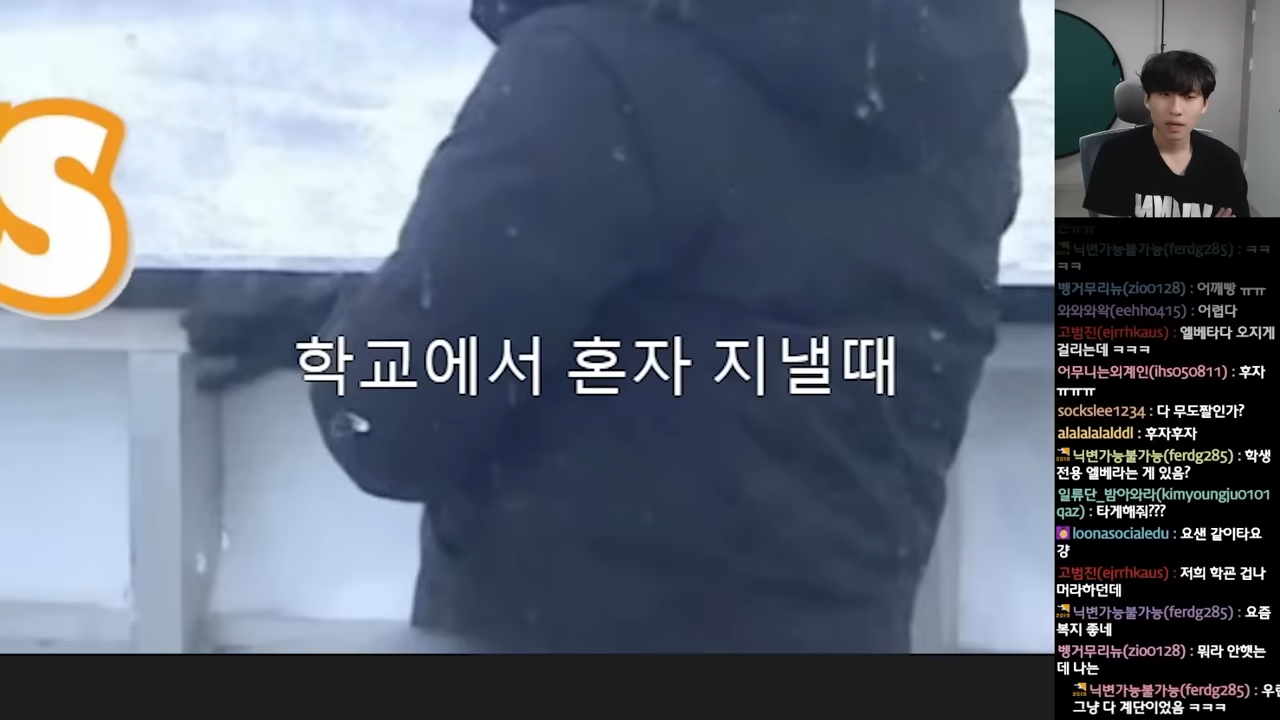 S
학교에서 혼자 지낼때
닉변가능불가능(ferdg285) : ㅋㅋ
ㅋㅋ
뱅거무리뉴(zio0128) : 어깨빵 ㅠㅠ
와와와왁(eehh0415) : 어렵다
고범진(ejrrhkaus) : 엘베타다 오지게
걸리는데 ㅋㅋㅋ
어무니는외계인(ihs050811) : 후자
ㅠㅠㅠ
sockslee1234 : 다 무도짤인가?
alalalalalddl : 후자후자
닉변가능불가능(ferdg285) : 학생
전용 엘베라는 게 있음?
일류단_밤아와라(kimyoungju0101
qaz) : 타게해줘???
loonasocialedu : 요샌 같이타요
걍
고범진(ejrrhkaus) : 저희 학굔 겁나
머라하던데
닉변가능불가능(ferdg285) : 요즘
복지 좋네
뱅거무리뉴(zio0128) : 뭐라 안햇는
데 나는
닉변가능불가능(ferdg285) : 우린
그냥 다 계단이었음 ㅋㅋㅋ